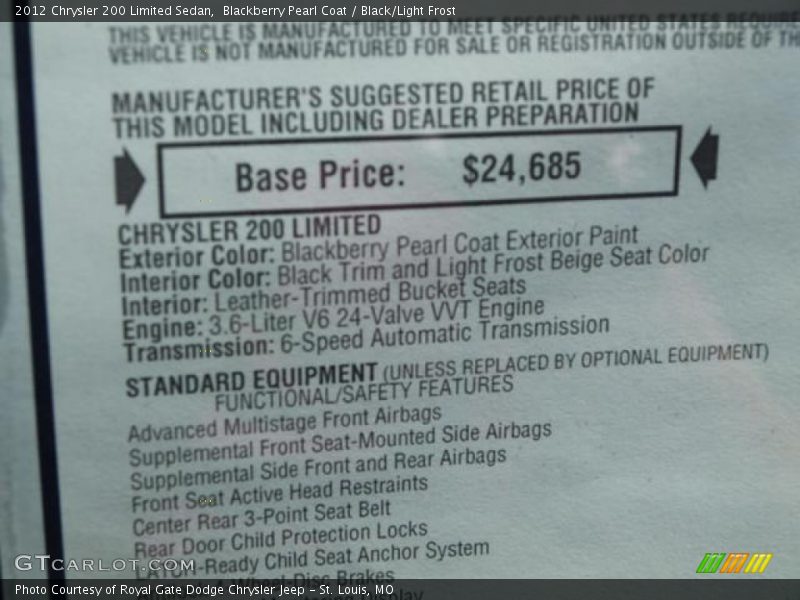 2012 Chrysler 200 Limited Sedan, Blackberry Pearl Coat / Black/Light Frost
THIS VEHICLE IS MANUFACTURED TO MEET SPECIFIC UNITED STATES
VEHICLE IS NOT MANUFACTURED FOR SALE OR REGISTRATION OUTSIDE OF
MANUFACTURER'S SUGGESTED RETAIL PRICE OF
THIS MODEL INCLUDING DEALER PREPARATION
Base Price: $24,685
CHRYSLER 200 LIMITED
Exterior Color: Blackberry Pearl Coat Exterior Paint
Interior Color: Black Trim and Light Frost Beige Seat Color
Interior: Leather-Trimmed Bucket Seats
Engine: 3.6-Liter V6 24-Valve VVT Engine
Transmission: 6-Speed Automatic Transmission
STANDARD EQUIPMENT (UNLESS REPLACED BY OPTIONAL EQUIPMENT)
FUNCTIONAL/SAFETY FEATURES
Advanced Multistage Front Airbags
Supplemental Front Seat-Mounted Side Airbags
Supplemental Side Front and Rear Airbags
Front Seat Active Head Restraints
Center Rear 3-Point Seat Belt
Rear Door Child Protection Locks
LATCH-Ready Child Seat Anchor System
Wheel-Disc Brakes
Display
GTCARLOT.COM
Photo Courtesy of Royal Gate Dodge Chrysler Jeep – St. Louis, MO